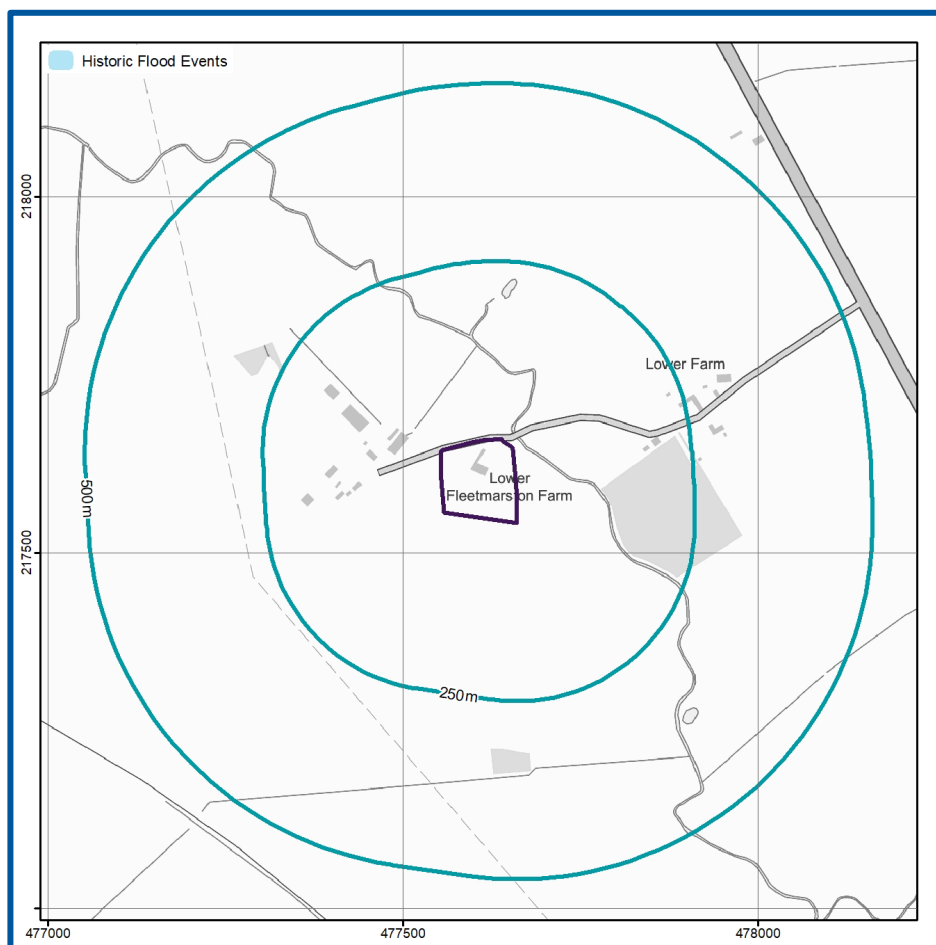 Historic Flood Events
218000
Lower Farm
Lower
Fleetmarston Farm
500m
217500
250m
477000
477500
478000